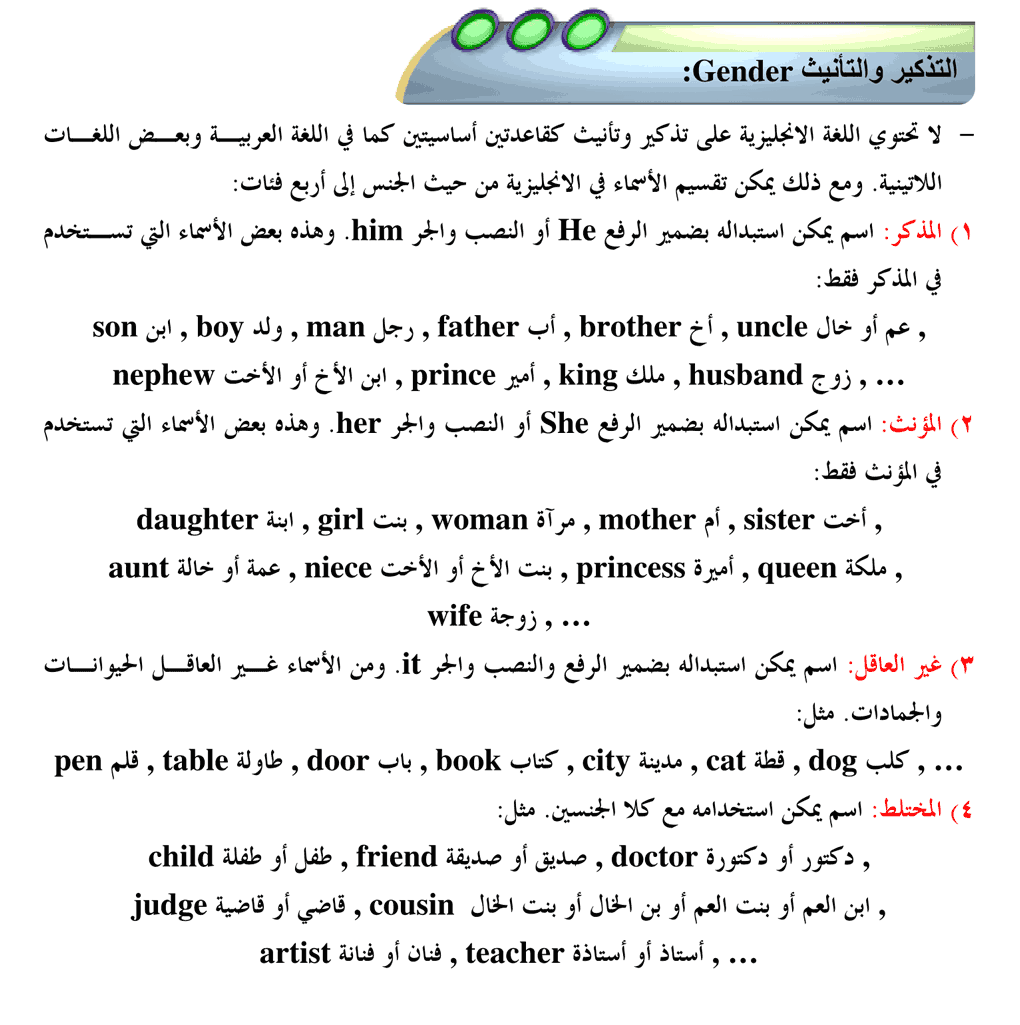 التذكير والتأنيث Gender:
– لا تحتوي اللغة الانجليزية على تذكير وتأنيث كقاعدتين أساسيتين كما في اللغة العربيـــة وبعـــض اللغـــات
اللاتينية. ومع ذلك يمكن تقسيم الأسماء في الانجليزية من حيث الجنس إلى أربع فئات:
١) المذكر: اسم يمكن استبداله بضمير الرفع He أو النصب والجر him. وهذه بعض الأسماء التي تستخدم
في المذكر فقط:
son ابن , boy ولد , man رجل , father أب , brother أخ , uncle عم أو خال ,
nephew ابن الأخ أو الأخت , prince أمير , king ملك , husband زوج , ...
٢) المؤنث: اسم يمكن استبداله بضمير الرفع She أو النصب والجر her. وهذه بعض الأسماء التي تستخدم
في المؤنث فقط:
daughter ابنة , girl بنت , woman مرآة , mother أم , sister أخت ,
aunt عمة أو خالة , niece بنت الأخ أو الأخت , princess أميرة , queen ملكة ,
wife زوجة , ...
٣) غير العاقل: اسم يمكن استبداله بضمير الرفع والنصب والجر it. ومن الأسماء غـــير العاقـــل الحيوانـــات
والجمادات. مثل:
pen قلم , table طاولة , door باب , book كتاب , city مدينة , cat قطة , dog كلب , ...
٤) المختلط: اسم يمكن استخدامه مع كلا الجنسين. مثل:
child طفل أو طفلة , friend صديق أو صديقة , doctor دكتور أو دكتورة ,
judge قاضي أو قاضية , cousin ابن العم أو بنت العم أو بن الخال أو بنت الخال ,
artist فنان أو فنانة , teacher أستاذ أو أستاذة , ...